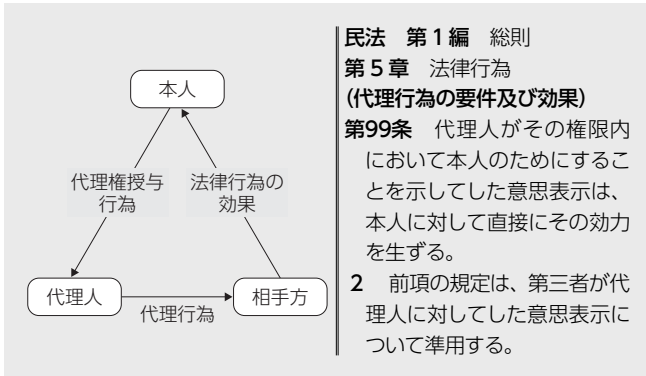 本人
代理権授与
行為
法律行為の
効果
代理人
代理行為
相手方
民法　第1編　総則
第5章　法律行為
(代理行為の要件及び効果)
第99条　代理人がその権限内
において本人のためにするこ
とを示してした意思表示は、
本人に対して直接にその効力
を生ずる。
2　前項の規定は、第三者が代
理人に対してした意思表示に
ついて準用する。